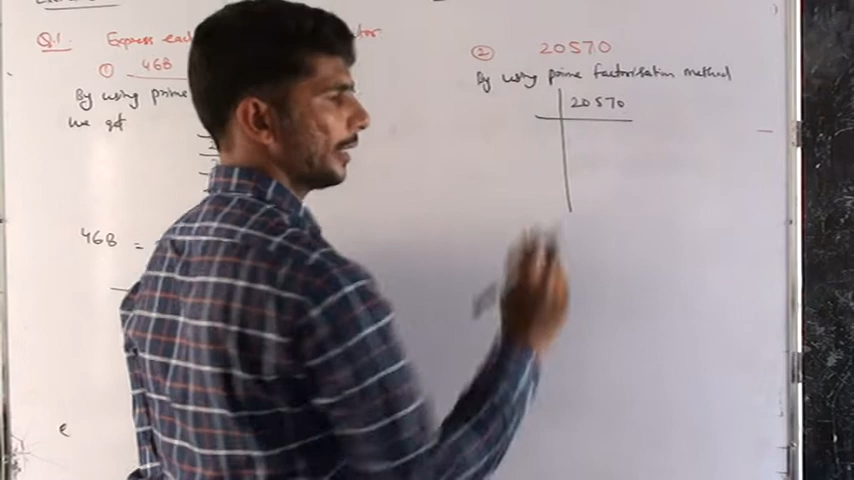 Q.1. Express each
① 468
By using prime
we get
468 =
② 20570
By using prime factorisation method
20570